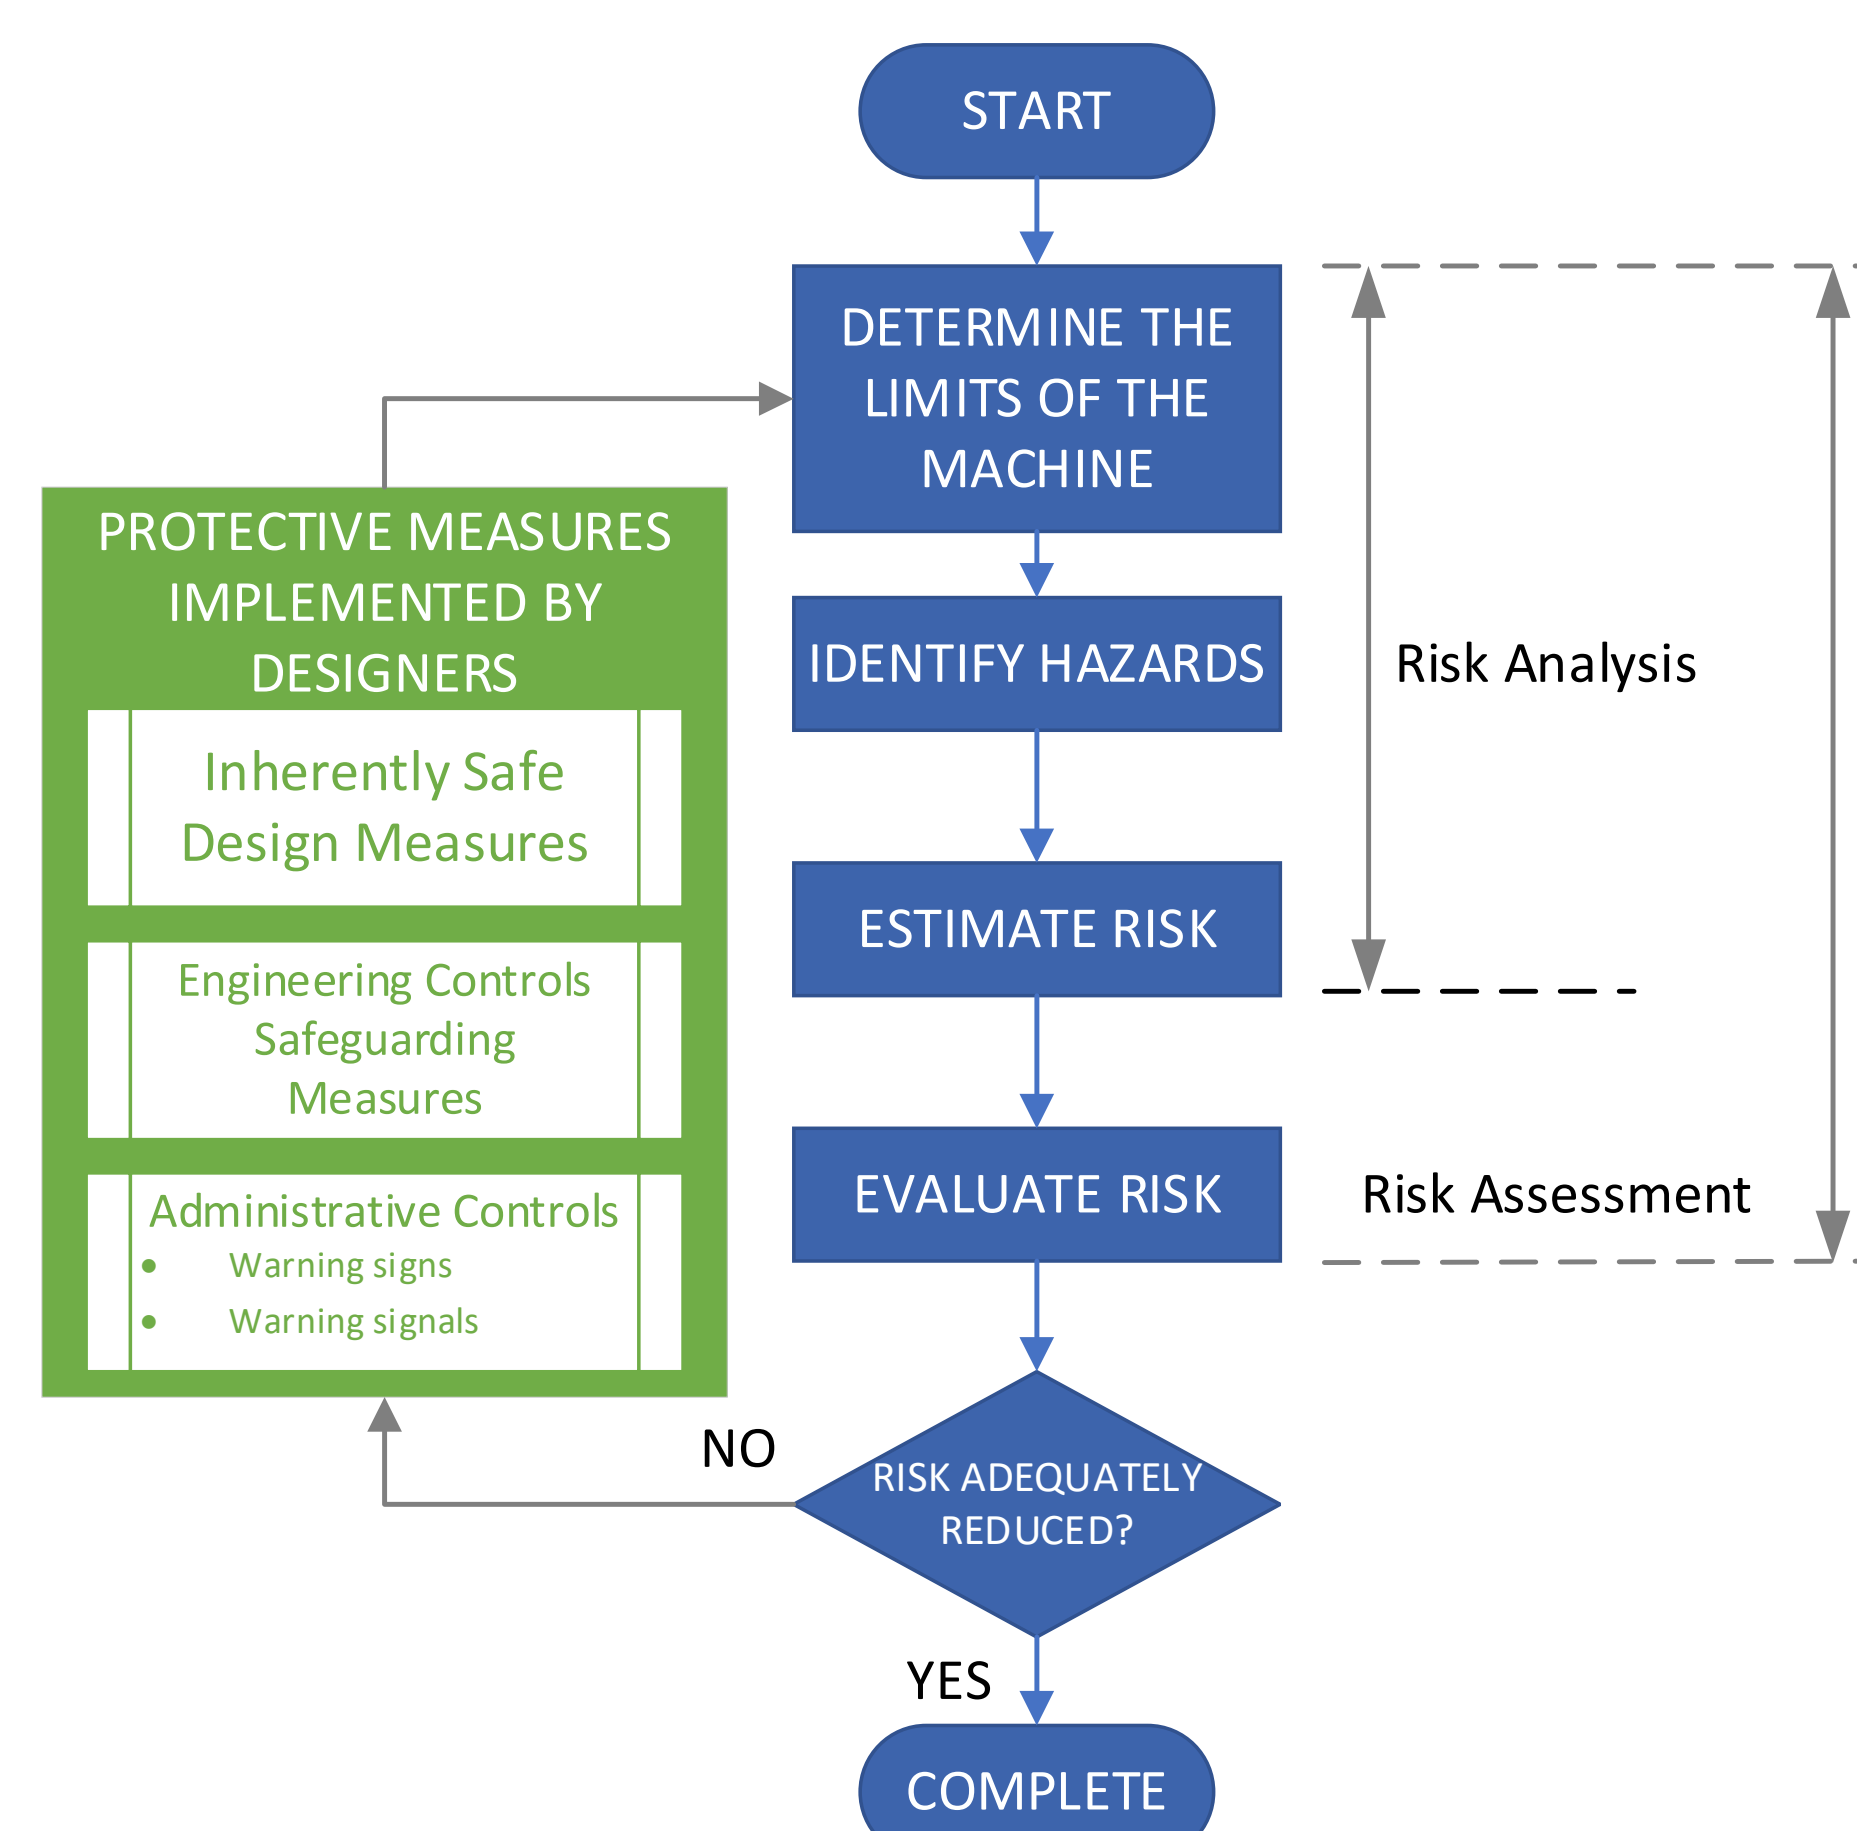 START
DETERMINE THE
LIMITS OF THE
MACHINE
PROTECTIVE MEASURES
IMPLEMENTED BY
DESIGNERS
IDENTIFY HAZARDS
Risk Analysis
Inherently Safe
Design Measures
ESTIMATE RISK
Engineering Controls
Safeguarding
Measures
EVALUATE RISK
Risk Assessment
Administrative Controls
• Warning signs
• Warning signals
NO
RISK ADEQUATELY
REDUCED?
YES
COMPLETE